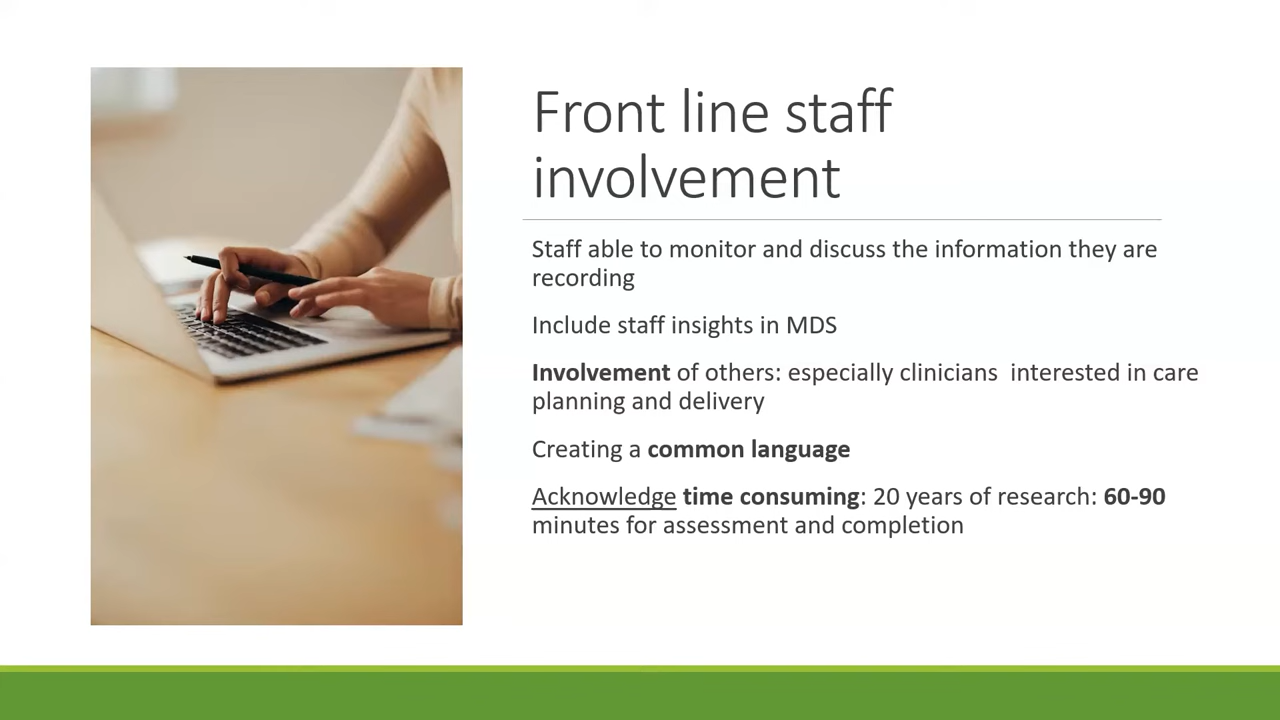 Front line staff
involvement
Staff able to monitor and discuss the information they are
recording
Include staff insights in MDS
Involvement of others: especially clinicians  interested in care
planning and delivery
Creating a common language
Acknowledge time consuming: 20 years of research: 60-90
minutes for assessment and completion